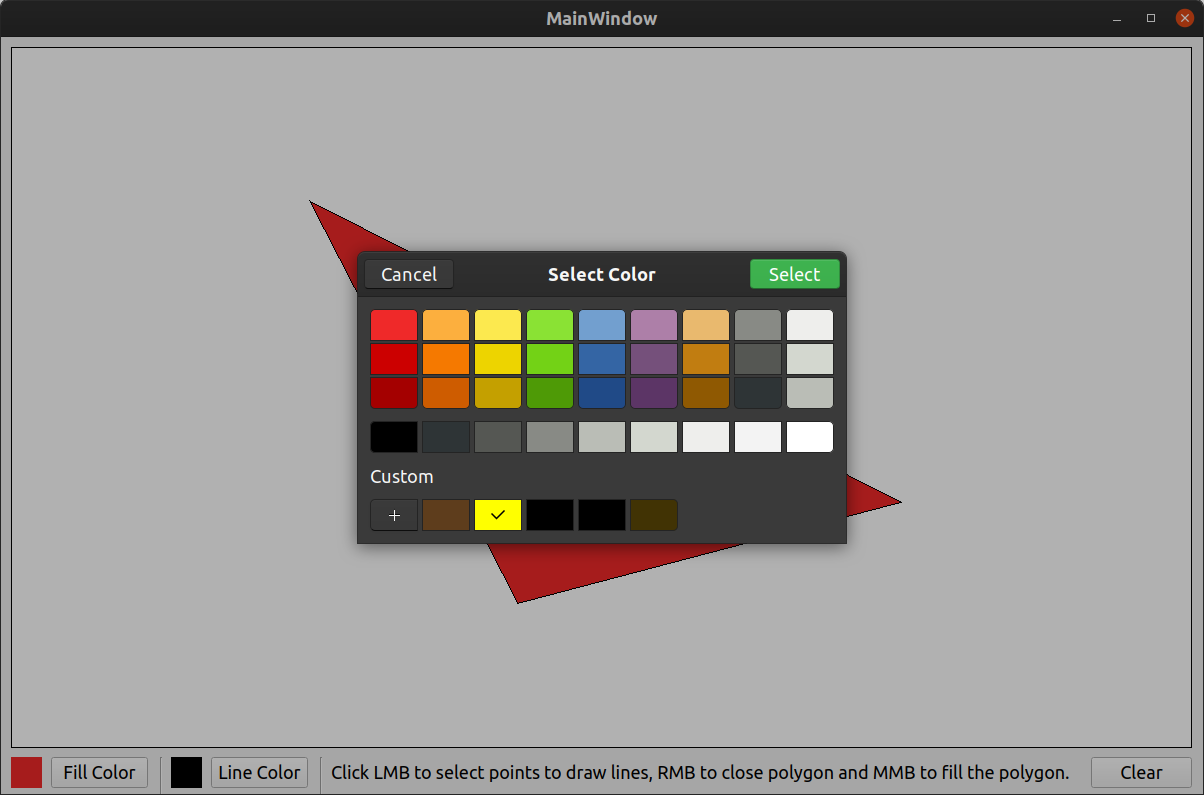 MainWindow
Cancel
Select Color
Select
Custom
Fill Color
Line Color
Click LMB to select points to draw lines, RMB to close polygon and MMB to fill the polygon.
Clear